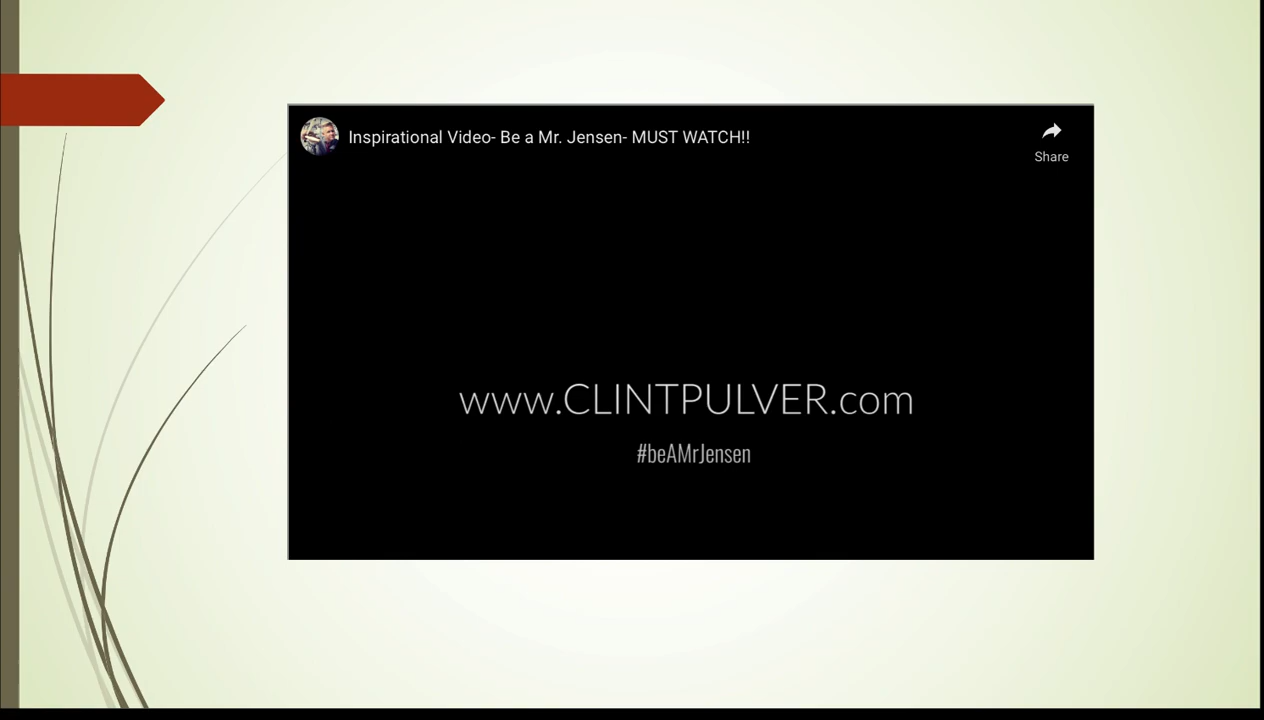 Inspirational Video- Be a Mr. Jensen- MUST WATCH!!
Share
www.CLINTPULVER.com
#beAMrJensen